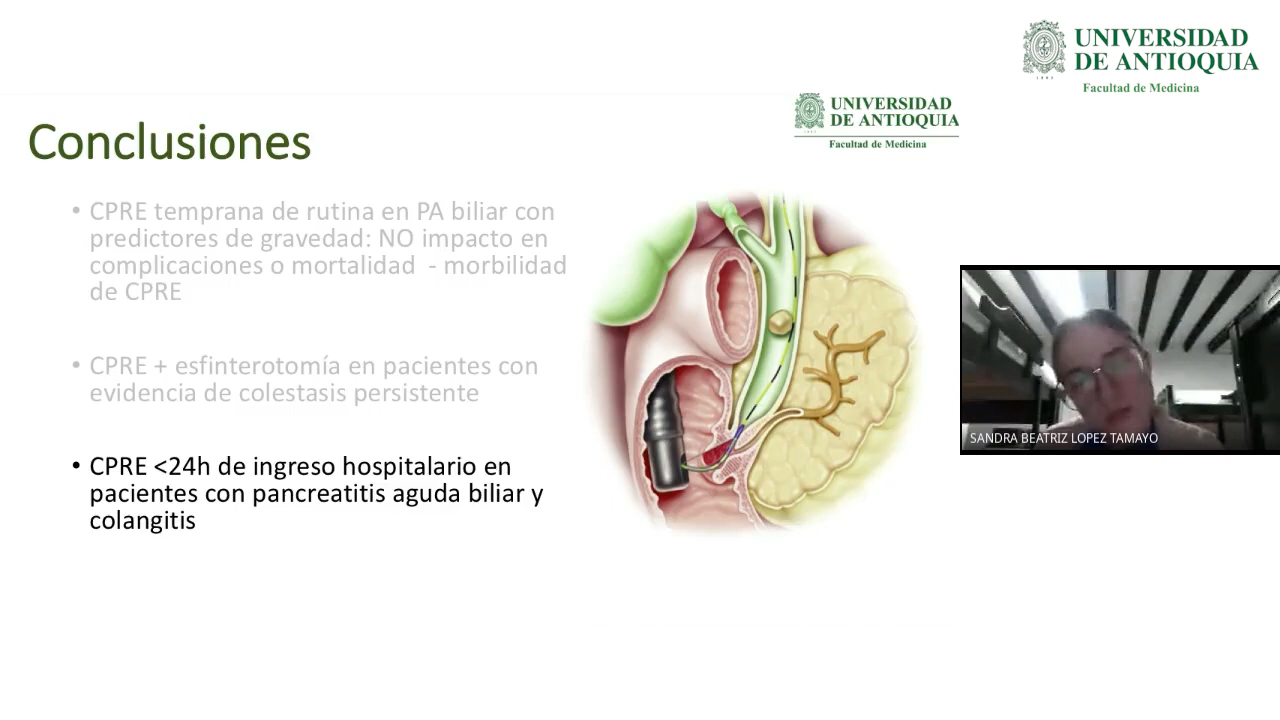 UNIVERSIDAD
DE ANTIOQUIA
Facultad de Medicina
UNIVERSIDAD
DE ANTIOQUIA
Facultad de Medicina
Conclusiones
• CPRE temprana de rutina en PA biliar con
predictores de gravedad: NO impacto en
complicaciones o mortalidad - morbilidad
de CPRE
• CPRE + esfinterotomía en pacientes con
evidencia de colestasis persistente
• CPRE <24h de ingreso hospitalario en
pacientes con pancreatitis aguda biliar y
colangitis
SANDRA BEATRIZ LOPEZ TAMAYO